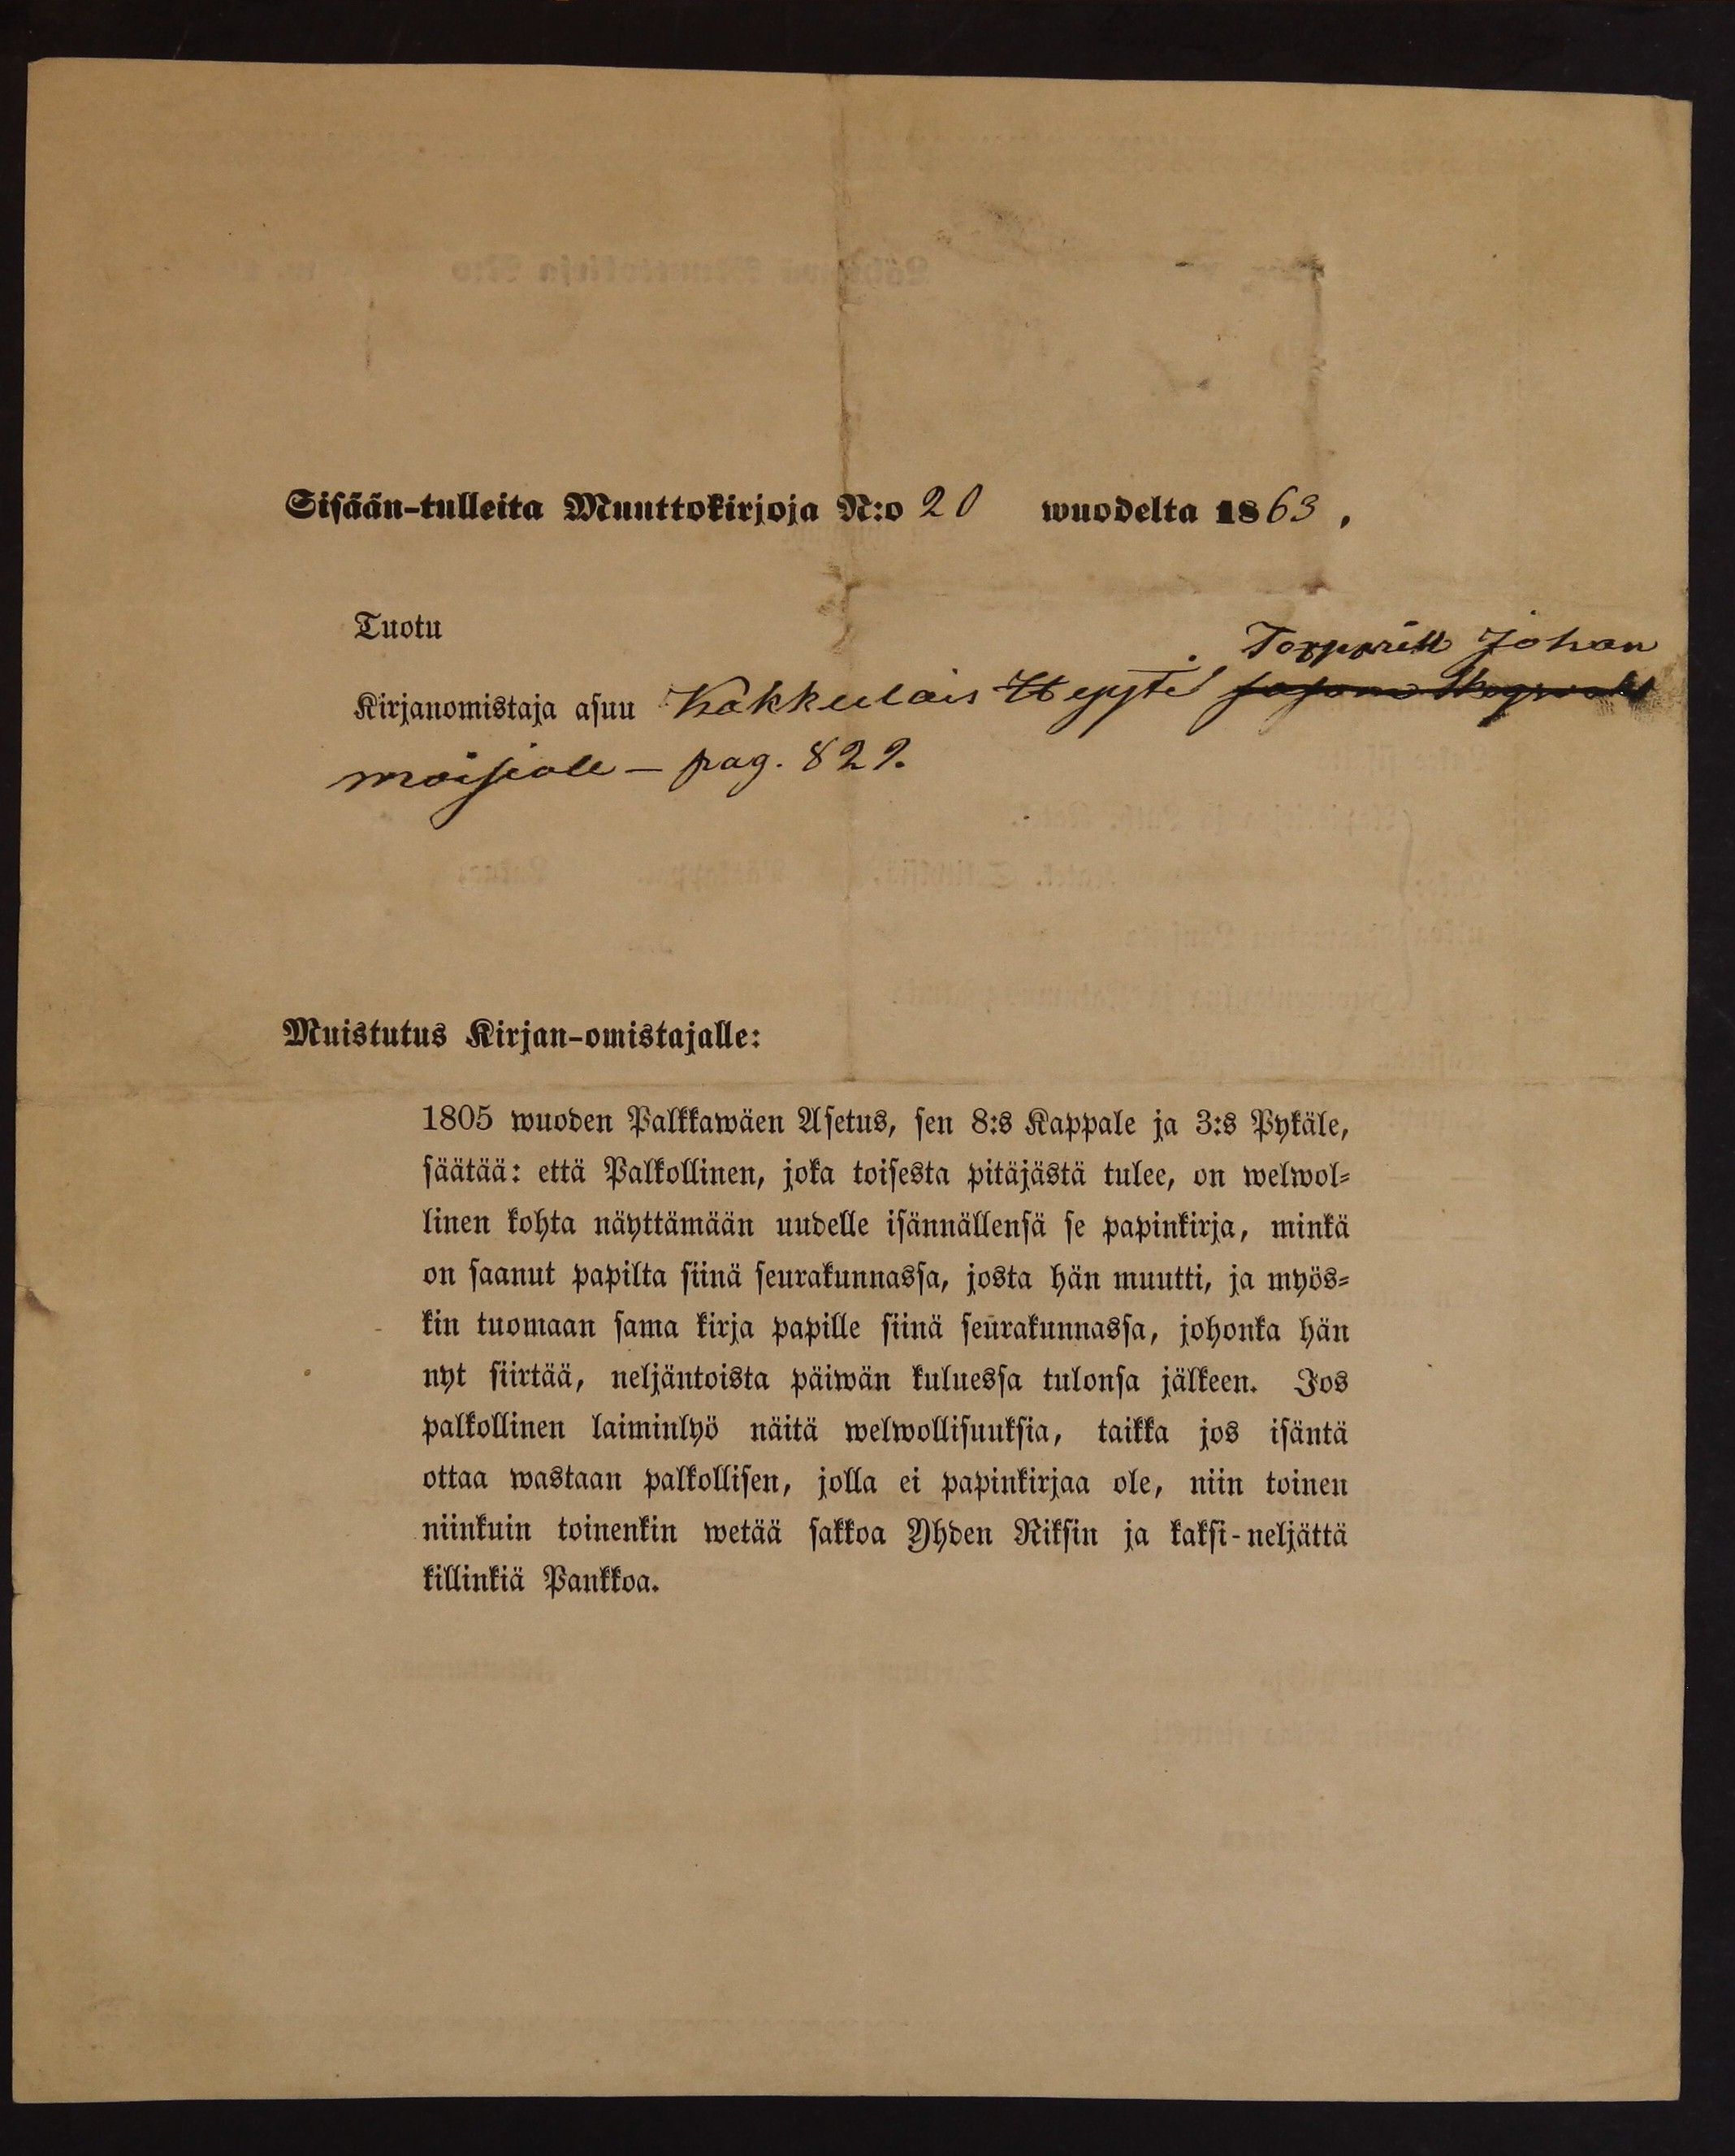 Sisään-tulleita Muuttokirjoja N:o 20 wuodelta 1863.
Tuotu
Johan
Kirjanomistaja asuu
pag. 829.
Muistutus Kirjan-omistajalle:
1805 wuoden Palkkawäen Asetus, sen 8:s Kappale ja 3:s Pykäle,
säätää: että Palkollinen, joka toisesta pitäjästä tulee, on welwol=
linen kohta näyttämään uudelle isännällensä se papinkirja, minkä
on saanut papilta siinä seurakunnassa, josta hän muutti, ja myös=
kin tuomaan sama kirja papille siinä seurakunnassa, johonka hän
nyt siirtää, neljäntoista päiwän kuluessa tulonsa jälkeen. Jos
palkollinen laiminlyö näitä welwollisuuksia, taikka jos isäntä
ottaa wastaan palkollisen, jolla ei papinkirjaa ole, niin toinen
niinkuin toinenkin wetää sakkoa Yhden Riksin ja kaksi-neljättä
killinkiä Pankkoa.